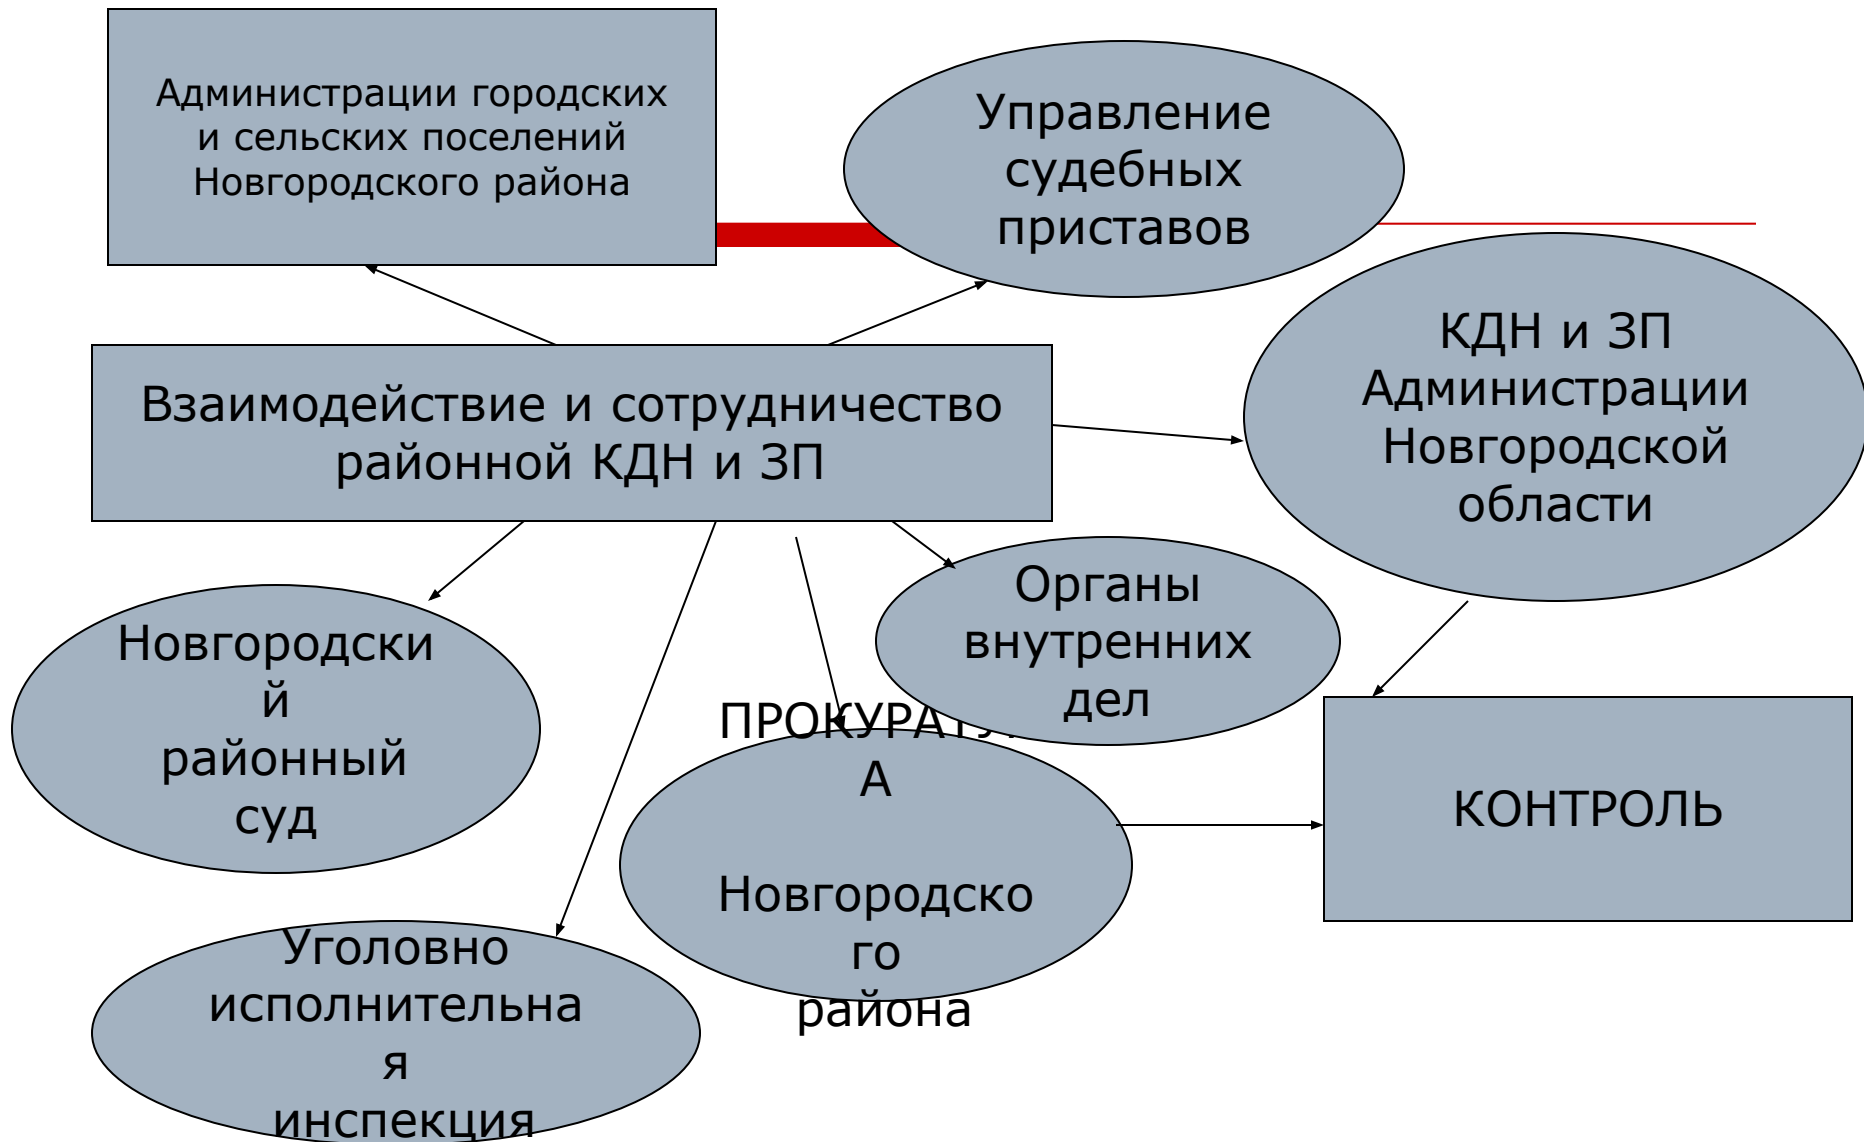 Администрации городских
и сельских поселений
Новгородского района
Управление
судебных
приставов
КДН и ЗП
Администрации
Новгородской
области
Взаимодействие и сотрудничество
районной КДН и ЗП
Органы
внутренних
дел
Новгородски
й
районный
суд
А
Новгородско
го
района
КОНТРОЛЬ
Уголовно
исполнительна
я
инспекция